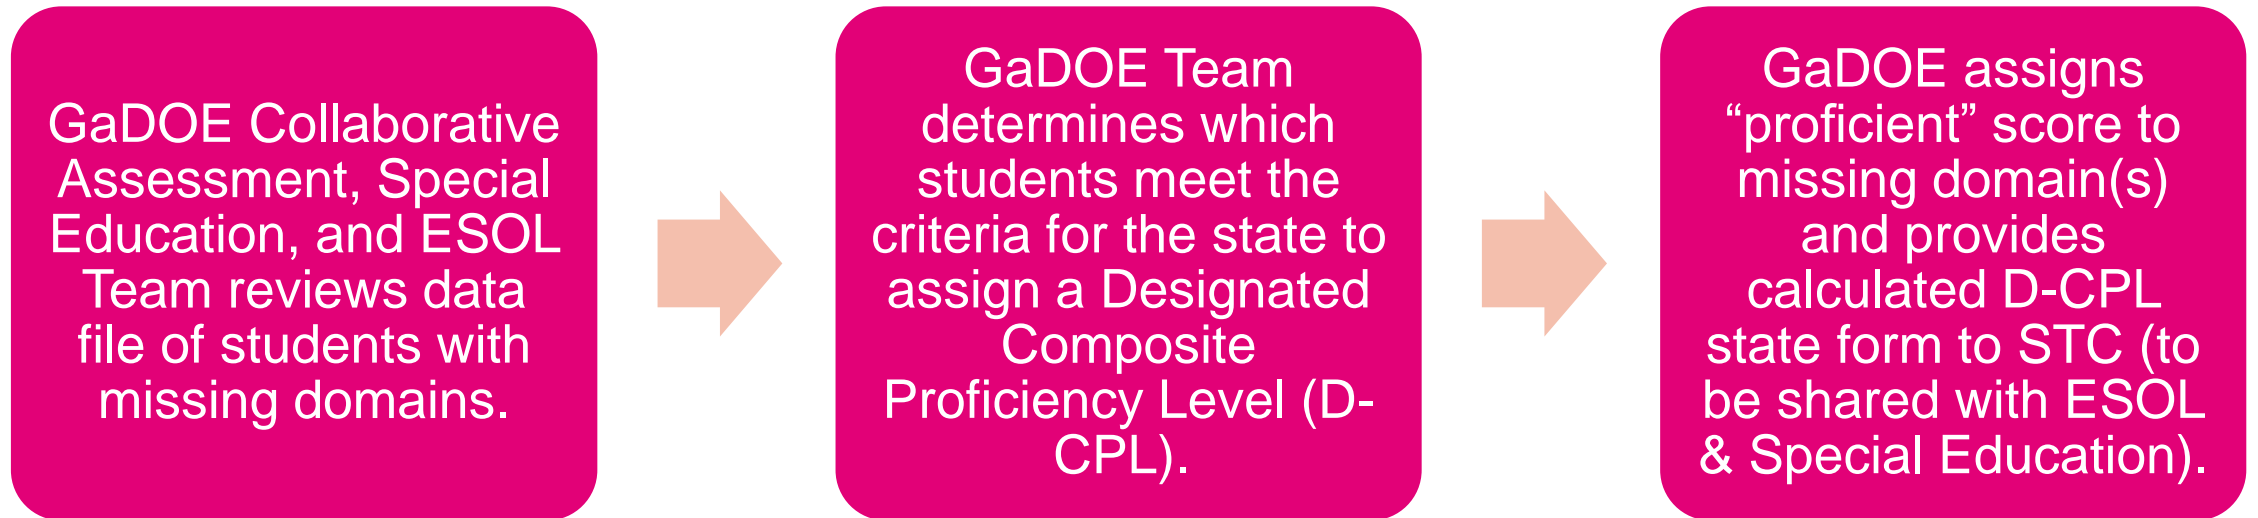 GaDOE Collaborative
Assessment, Special
Education, and ESOL
Team reviews data
file of students with
missing domains.
GaDOE Team
determines which
students meet the
criteria for the state to
assign a Designated
Composite
Proficiency Level (D-
CPL).
GaDOE assigns
“proficient” score to
missing domain(s)
and provides
calculated D-CPL
state form to STC (to
be shared with ESOL
& Special Education).